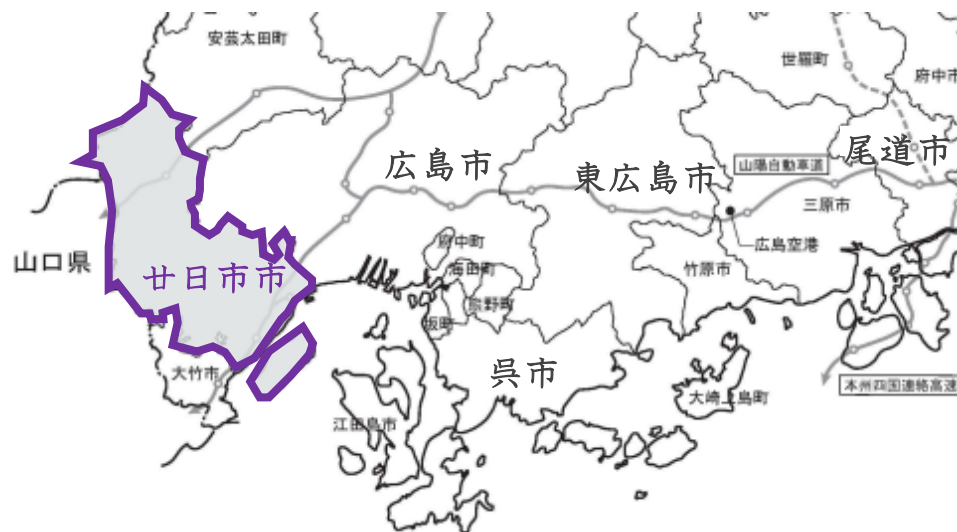 安芸太田町
世羅町
府中市
広島市
東広島市
山陽自動車道
尾道市
三原市
広島空港
山口県
廿日市市
府中町
海田町
熊野町
坂町
竹原市
大竹市
呉市
江田島市
大崎上島町
本州四国連絡高速